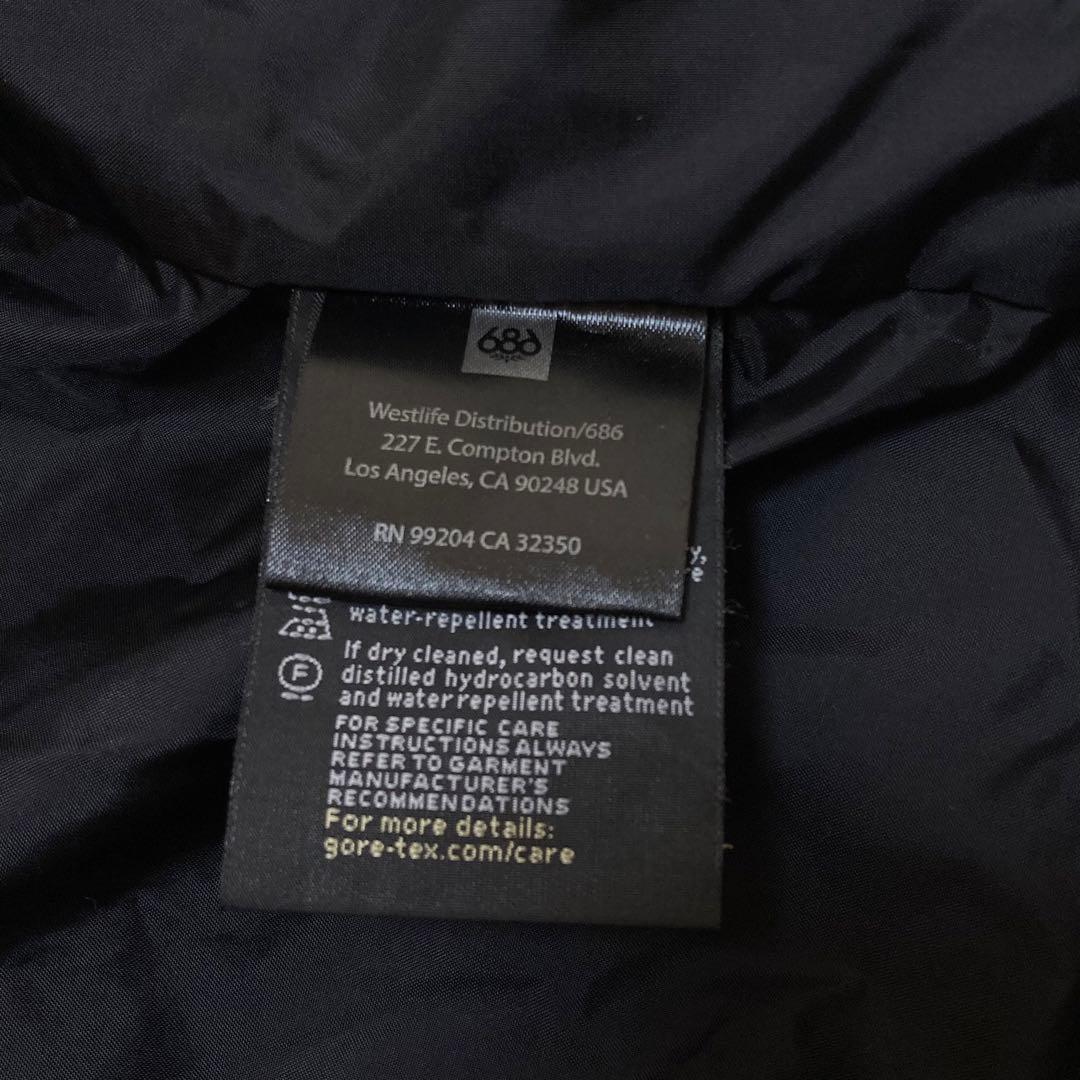 686
Westlife Distribution/686
227 E. Compton Blvd.
Los Angeles, CA 90248 USA
RN 99204 CA 32350
water-repellent treatment
If dry cleaned, request clean
F
distilled hydrocarbon solvent
and water repellent treatment
FOR SPECIFIC CARE
INSTRUCTIONS ALWAYS
REFER TO GARMENT
MANUFACTURER'S
RECOMMENDATIONS
For more details:
gore-tex.com/care